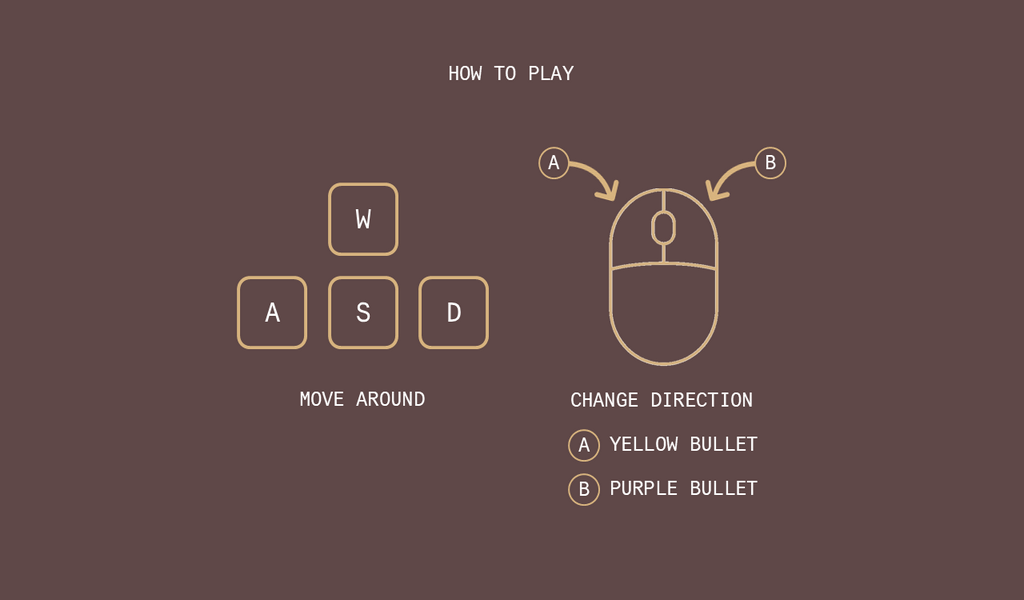 HOW TO PLAY
A
B
W
A S D
MOVE AROUND
CHANGE DIRECTION
A YELLOW BULLET
B PURPLE BULLET